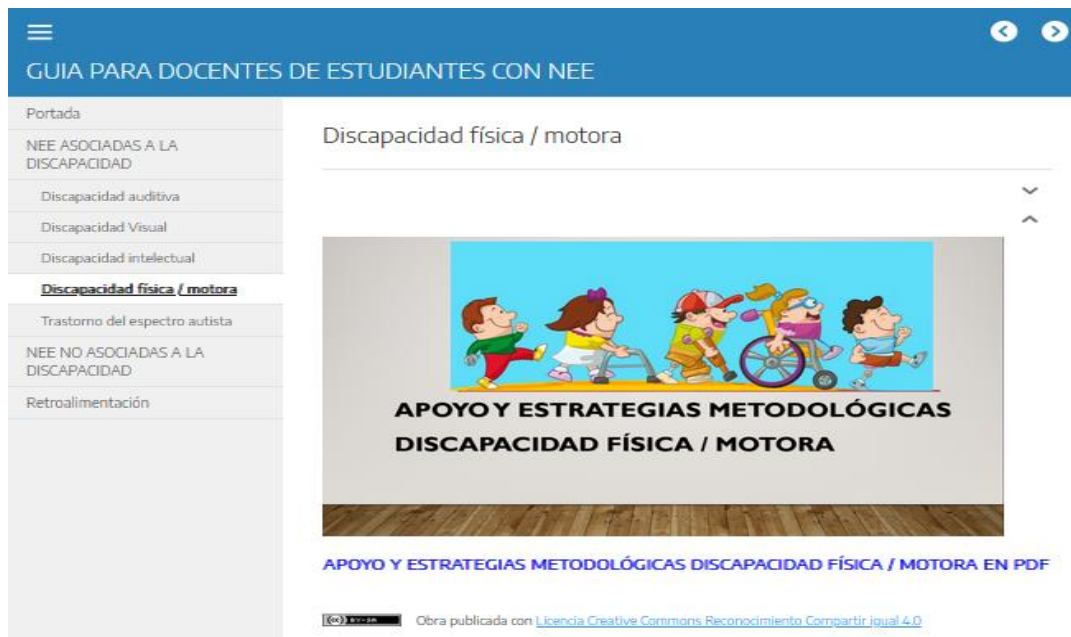 GUIA PARA DOCENTES DE ESTUDIANTES CON NEE
Portada
NEE ASOCIADAS A LA
DISCAPACIDAD
Discapacidad auditiva
Discapacidad Visual
Discapacidad intelectual
Discapacidad física / motora
Trastorno del espectro autista
NEE NO ASOCIADAS A LA
DISCAPACIDAD
Retroalimentación
Discapacidad física / motora
APOYO Y ESTRATEGIAS METODOLÓGICAS
DISCAPACIDAD FÍSICA / MOTORA
APOYO Y ESTRATEGIAS METODOLÓGICAS DISCAPACIDAD FÍSICA / MOTORA EN PDF
(cc) BY-SA Obra publicada con Licencia Creative Commons Reconocimiento Compartir igual 4.0